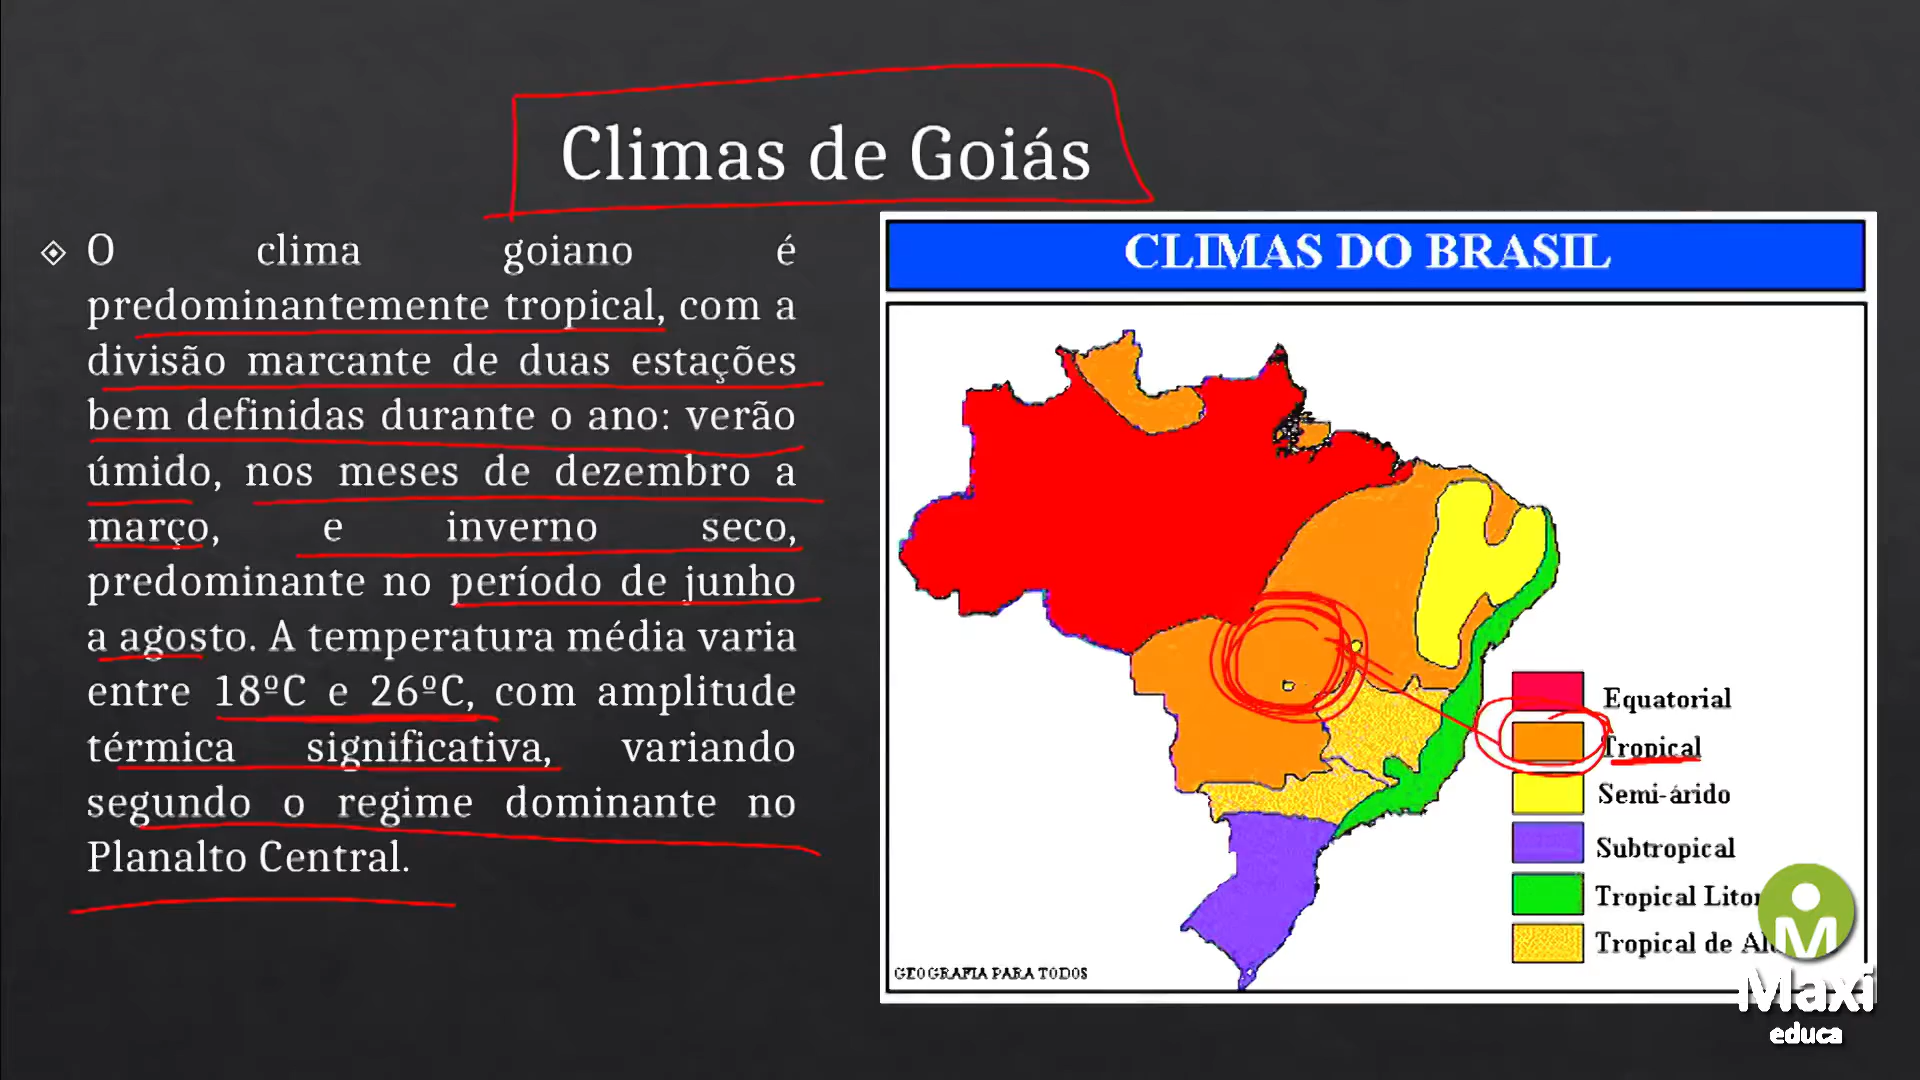 Climas de Goiás
O clima goiano é
predominantemente tropical, com a
divisão marcante de duas estações
bem definidas durante o ano: verão
úmido, nos meses de dezembro a
março, e inverno seco,
predominante no período de junho
a agosto. A temperatura média varia
entre 18ºC e 26ºC, com amplitude
térmica significativa, variando
segundo o regime dominante no
Planalto Central.
CLIMAS DO BRASIL
Equatorial
Tropical
Semi-árido
Subtropical
Tropical
Tropical de
GEOGRAFIA PARA TODOS
M
Maxi
educa